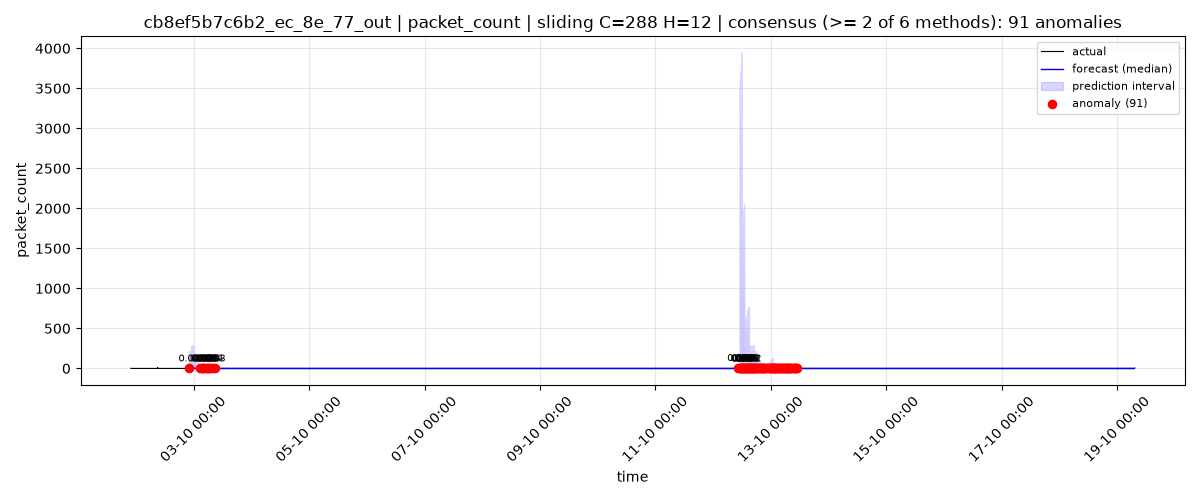 cb8ef5b7c6b2_ec_8e_77_out | packet_count | sliding C=288 H=12 | consensus (>= 2 of 6 methods): 91 anomalies
actual
forecast (median)
prediction interval
anomaly (91)
packet_count
4000
3500
3000
2500
2000
1500
1000
500
0
03-10 00:00
05-10 00:00
07-10 00:00
09-10 00:00
11-10 00:00
13-10 00:00
15-10 00:00
17-10 00:00
19-10 00:00
time